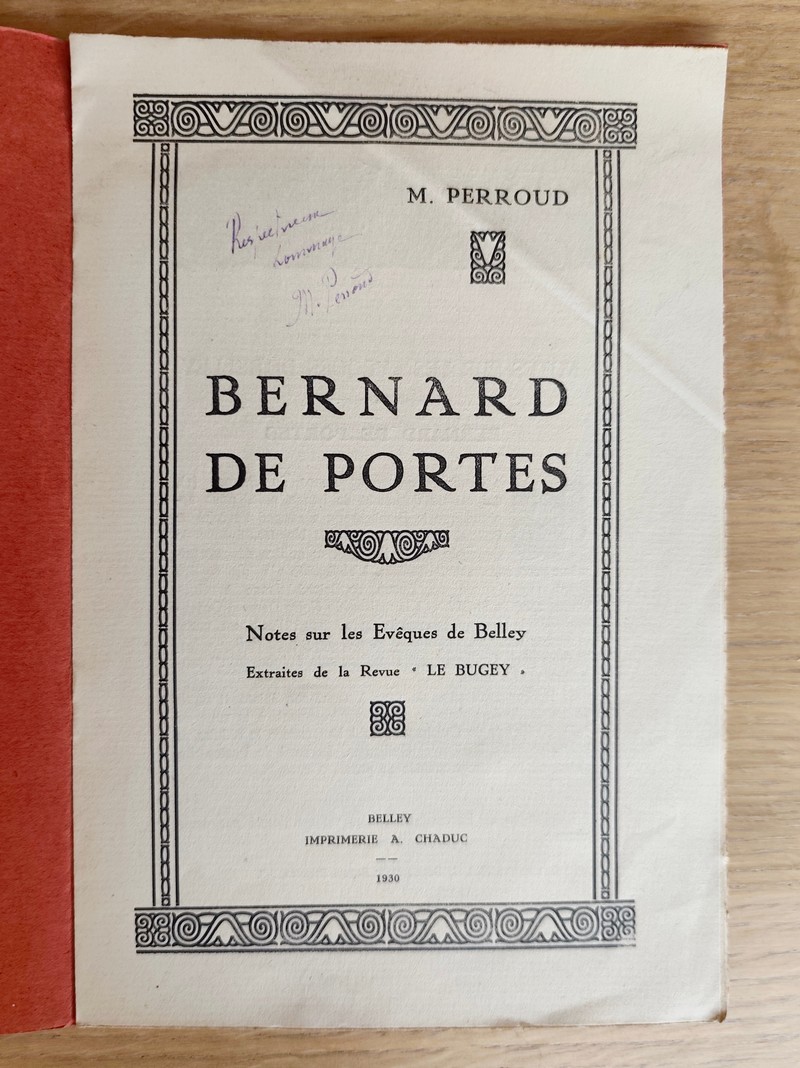 M. PERROUD
Respectueux
hommage
M. Perroud
BERNARD
DE PORTES
Notes sur les Evêques de Belley
Extraites de la Revue « LE BUGEY »
BELLEY
IMPRIMERIE A. CHADUC
1930